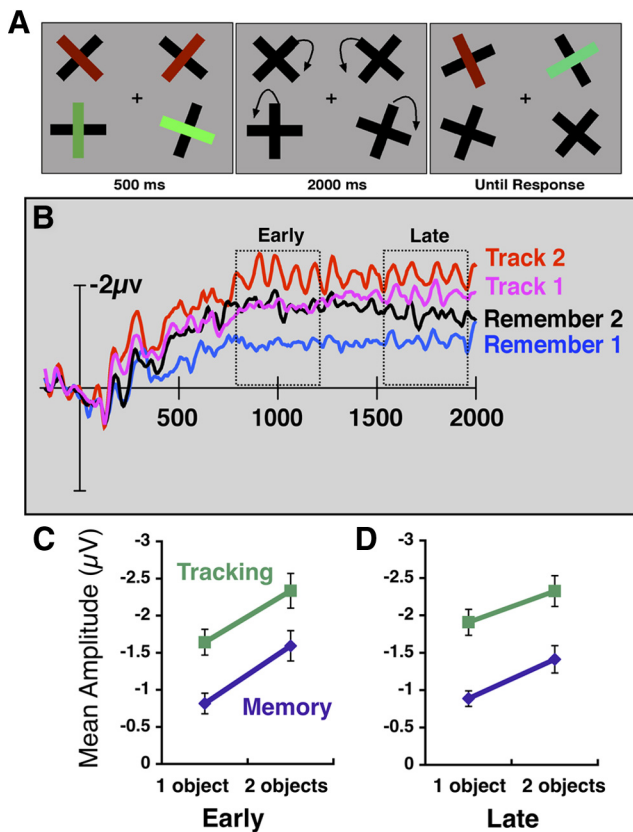 A
500 ms
2000 ms
Until Response
B
Early
Late
-2µv
Track 2
Track 1
Remember 2
Remember 1
500
1000
1500
2000
C
Mean Amplitude (µV)
-3
-2.5
-2
-1.5
-1
-0.5
0
Tracking
Memory
1 object
2 objects
Early
D
-3
-2.5
-2
-1.5
-1
-0.5
0
1 object
2 objects
Late